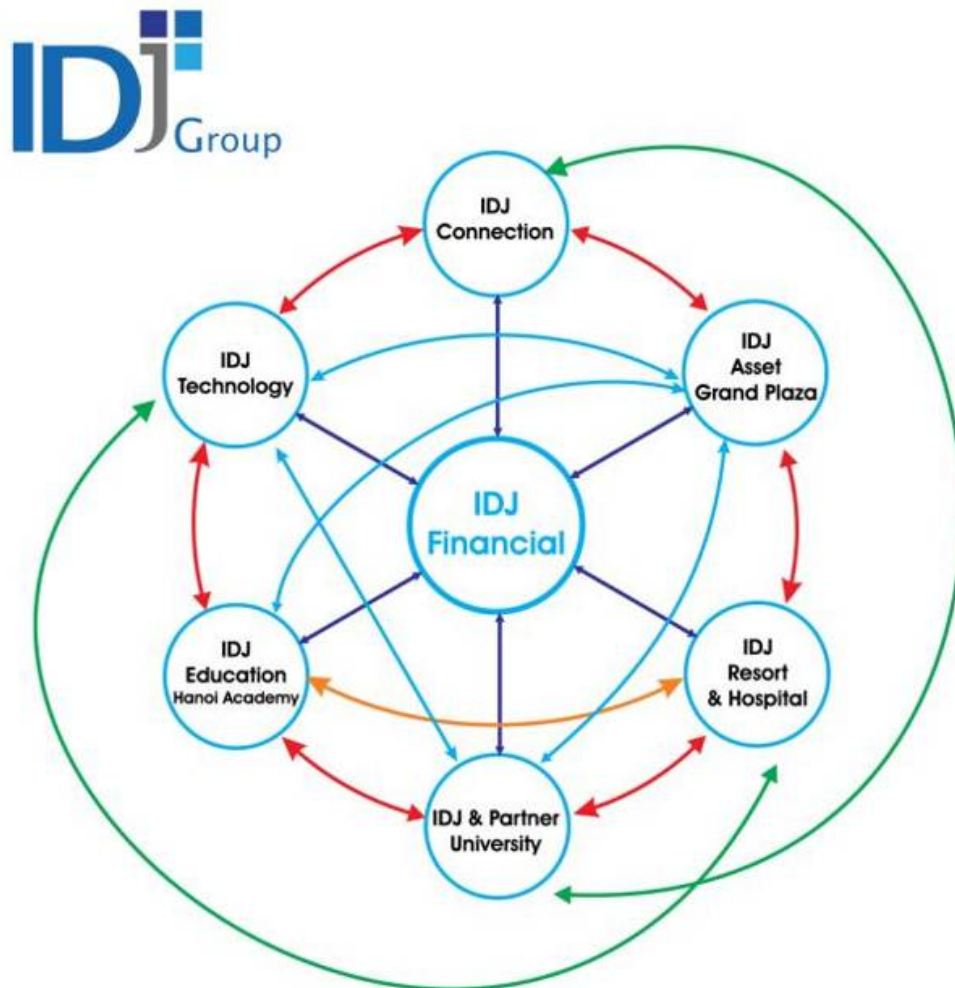 IDJ
Group
IDJ
Connection
IDJ
Technology
IDJ
Asset
Grand Plaza
IDJ
Financial
IDJ
Education
Hanoi Academy
IDJ
Resort
& Hospital
IDJ & Partner
University